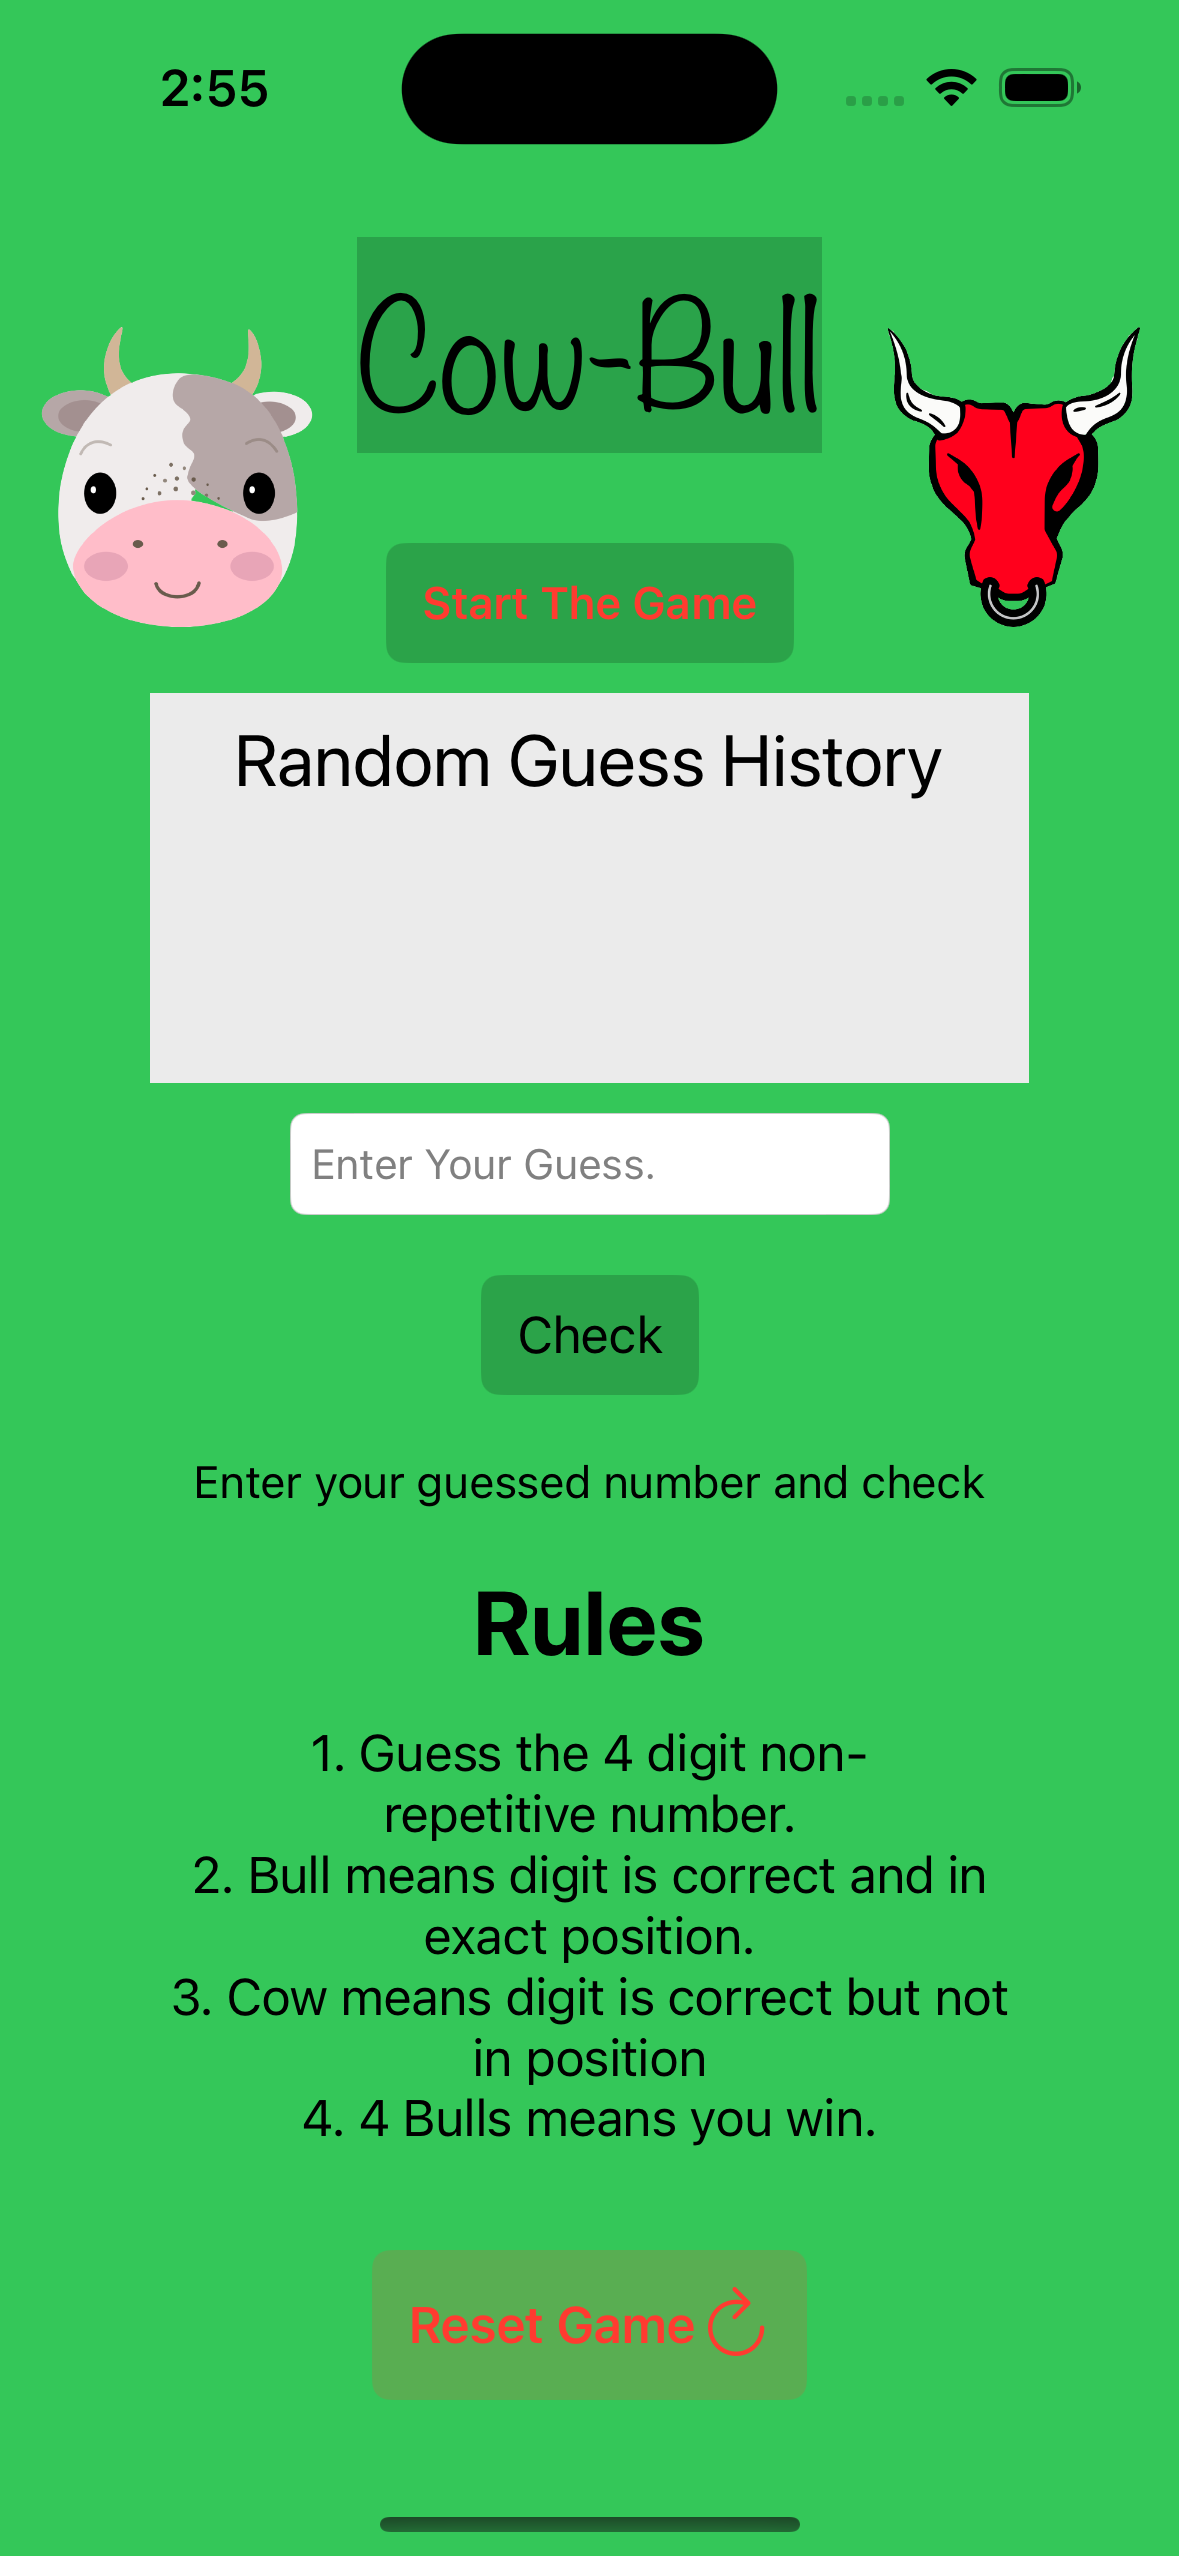 2:55
Cow-Bull
Start The Game
Random Guess History
Enter Your Guess.
Check
Enter your guessed number and check
Rules
1. Guess the 4 digit non-
repetitive number.
2. Bull means digit is correct and in
exact position.
3. Cow means digit is correct but not
in position
4. 4 Bulls means you win.
Reset Game